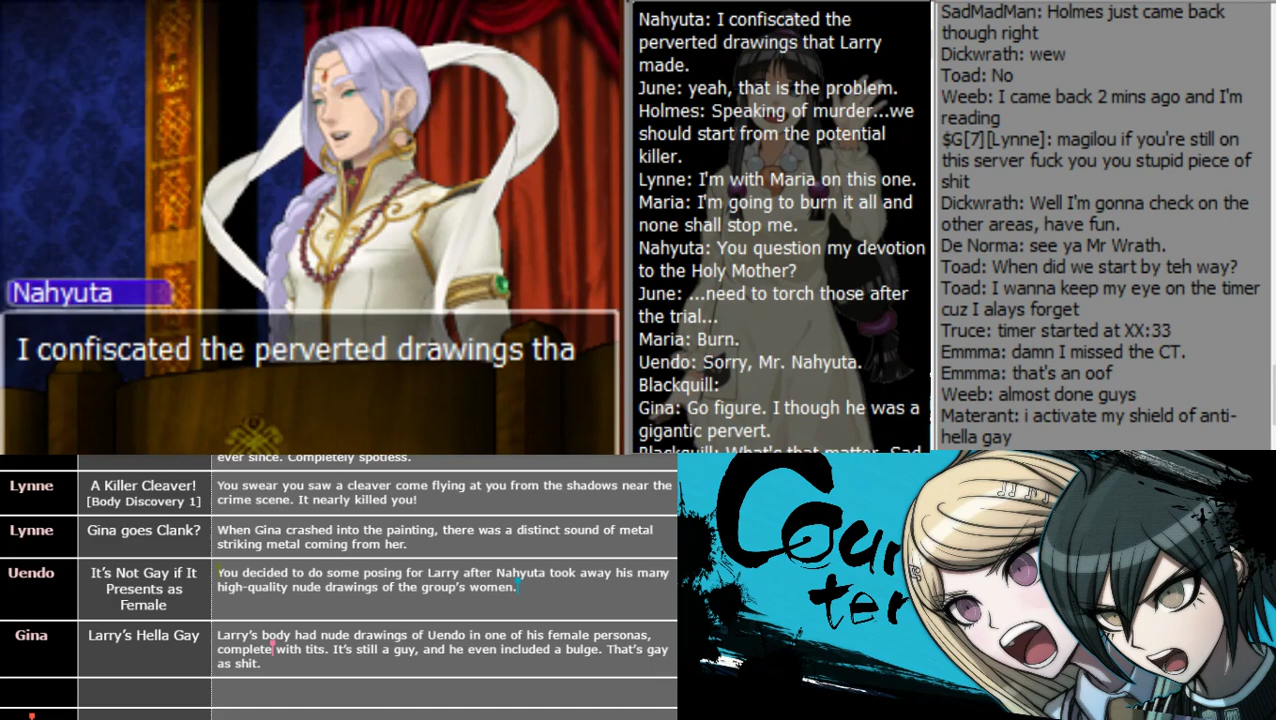 Nahyuta
I confiscated the perverted drawings tha
Nahyuta: I confiscated the
perverted drawings that Larry
made.
June: yeah, that is the problem.
Holmes: Speaking of murder...we
should start from the potential
killer.
Lynne: I'm with Maria on this one.
Maria: I'm going to burn it all and
none shall stop me.
Nahyuta: You question my devotion
to the Holy Mother?
June: ...need to torch those after
the trial...
Maria: Burn.
Uendo: Sorry, Mr. Nahyuta.
Blackquill:
Gina: Go figure. I though he was a
gigantic pervert.
Blackquill: What's that matter, Sad
SadMadMan: Holmes just came back
though right
Dickwrath: wew
Toad: No
Weeb: I came back 2 mins ago and I'm
reading
$G[7][Lynne]: magilou if you're still on
this server fuck you you stupid piece of
shit
Dickwrath: Well I'm gonna check on the
other areas, have fun.
De Norma: see ya Mr Wrath.
Toad: When did we start by teh way?
Toad: I wanna keep my eye on the timer
cuz I alays forget
Truce: timer started at XX:33
Emmma: damn I missed the CT.
Emmma: that's an oof
Weeb: almost done guys
Materant: i activate my shield of anti-
hella gay
ever since. Completely spotless.
Lynne
A Killer Cleaver!
[Body Discovery 1]
You swear you saw a cleaver come flying at you from the shadows near the
crime scene. It nearly killed you!
Lynne
Gina goes Clank?
When Gina crashed into the painting, there was a distinct sound of metal
striking metal coming from her.
Uendo
It's Not Gay if It
Presents as
Female
You decided to do some posing for Larry after Nahyuta took away his many
high-quality nude drawings of the group's women.
Gina
Larry's Hella Gay
Larry's body had nude drawings of Uendo in one of his female personas,
complete with tits. It's still a guy, and he even included a bulge. That's gay
as shit.
Coun
ter